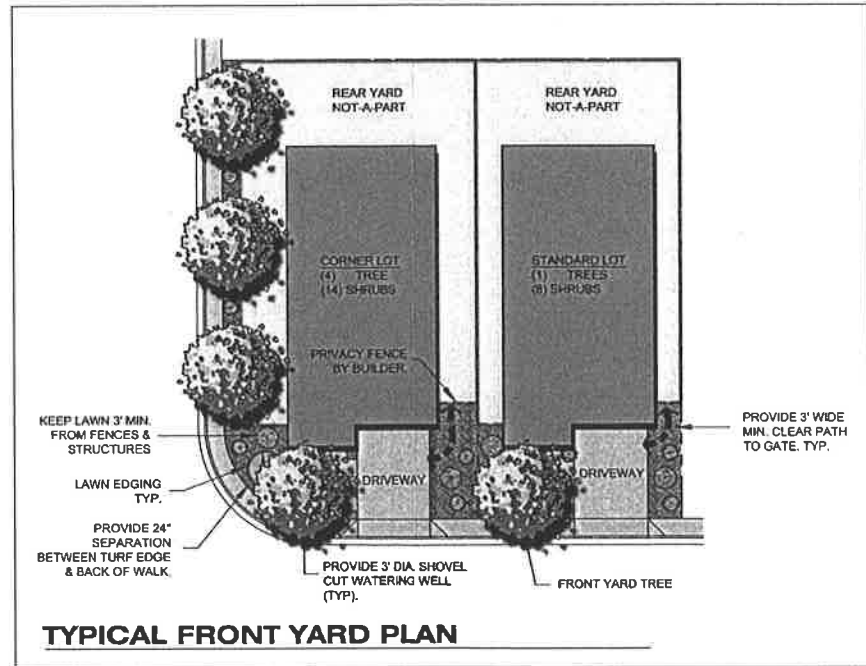 REAR YARD
NOT-A-PART
REAR YARD
NOT-A-PART
CORNER LOT
(4) TREE
(14) SHRUBS
STANDARD LOT
(1) TREES
(8) SHRUBS
PRIVACY FENCE
BY BUILDER.
KEEP LAWN 3' MIN.
FROM FENCES &
STRUCTURES
PROVIDE 3' WIDE
MIN. CLEAR PATH
TO GATE. TYP.
LAWN EDGING
TYP.
DRIVEWAY
DRIVEWAY
PROVIDE 24"
SEPARATION
BETWEEN TURF EDGE
& BACK OF WALK.
PROVIDE 3' DIA. SHOVEL
CUT WATERING WELL
(TYP).
FRONT YARD TREE
TYPICAL FRONT YARD PLAN